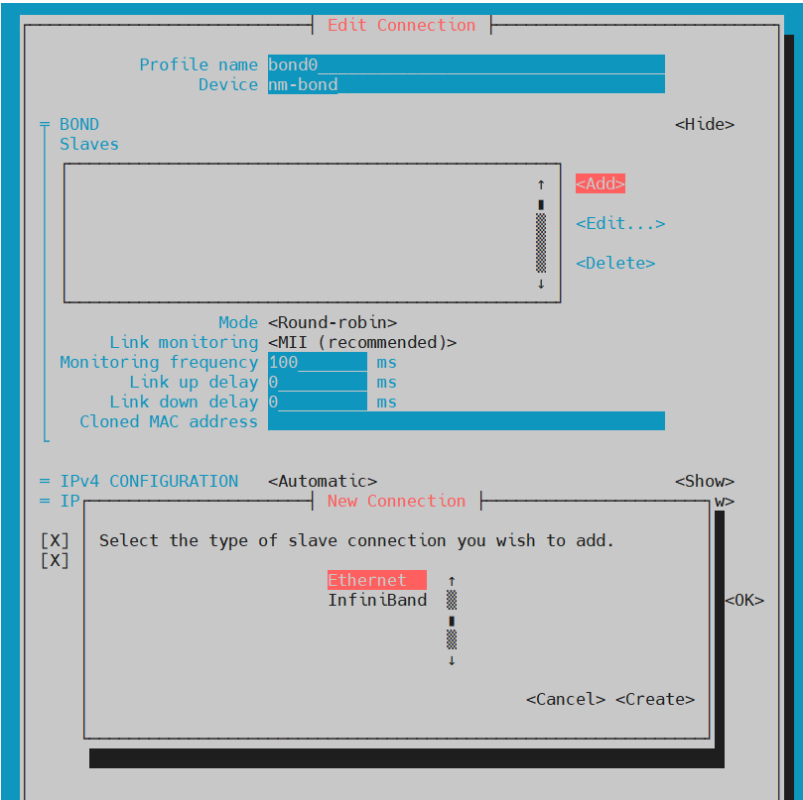 Edit Connection
Profile name bond0
Device nm-bond
BOND <Hide>
Slaves
<Add>
<Edit...>
<Delete>
Mode <Round-robin>
Link monitoring <MII (recommended)>
Monitoring frequency 100 ms
Link up delay 0 ms
Link down delay 0 ms
Cloned MAC address
= IPv4 CONFIGURATION <Automatic> <Show>
= IP w>
New Connection
[X]
[X]
Select the type of slave connection you wish to add.
Ethernet
InfiniBand
<OK>
<Cancel> <Create>